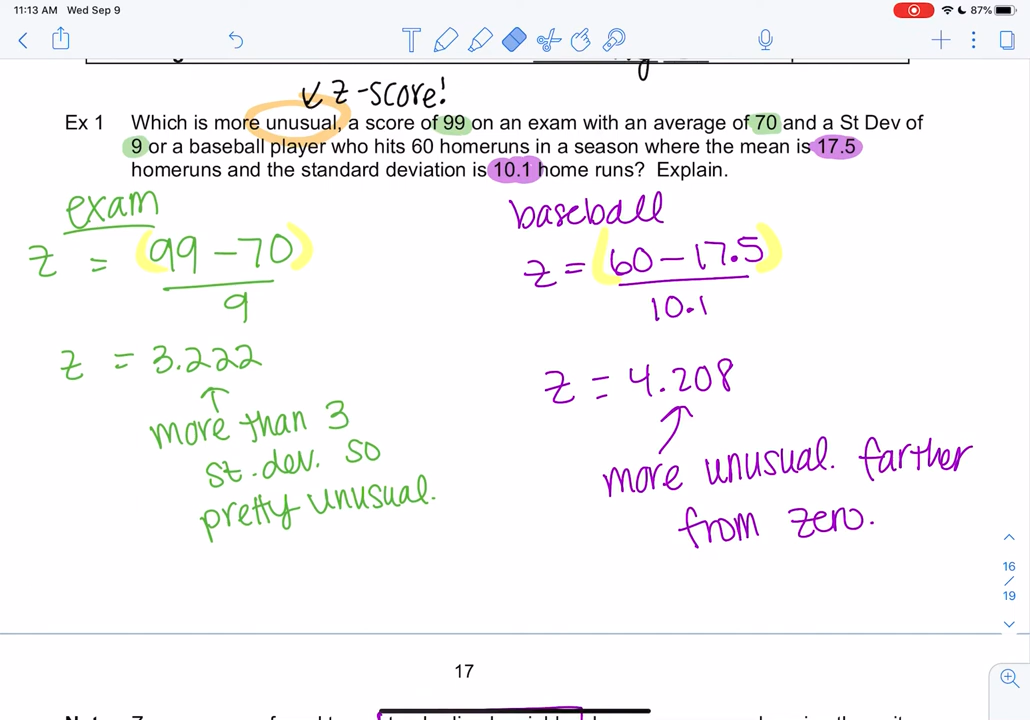 11:13 AM Wed Sep 9
87%
T
z-score!
Ex 1 Which is more unusual, a score of 99 on an exam with an average of 70 and a St Dev of
9 or a baseball player who hits 60 homeruns in a season where the mean is 17.5
homeruns and the standard deviation is 10.1 home runs? Explain.
exam
z = (99 - 70)
9
z = 3.222
more than 3
st. dev. so
pretty unusual.
baseball
z = (60 - 17.5)
10.1
z = 4.208
more unusual. farther
from zero.
16
/
19
17